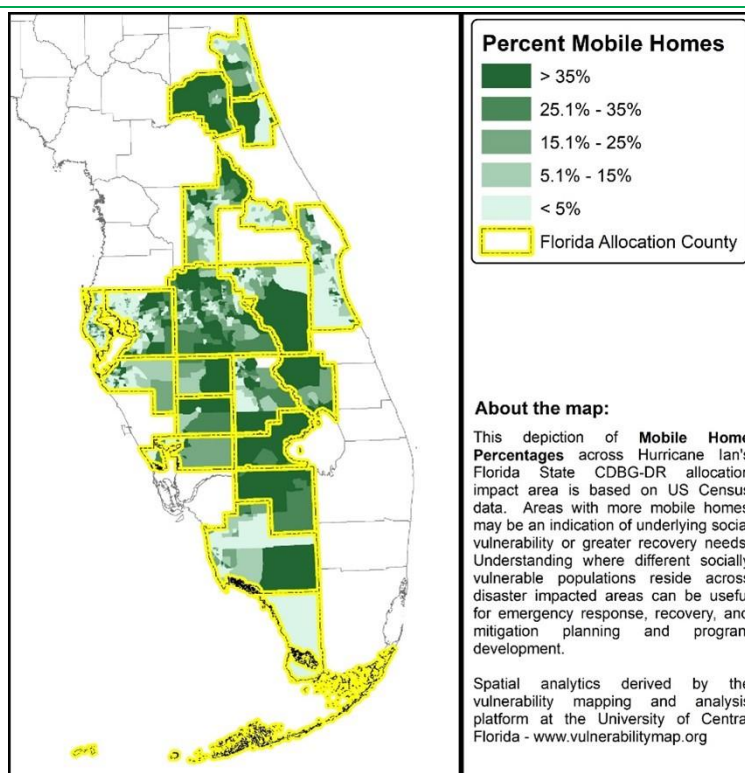 Percent Mobile Homes
> 35%
25.1% - 35%
15.1% - 25%
5.1% - 15%
< 5%
Florida Allocation County
About the map:
This depiction of Mobile Home
Percentages across Hurricane Ian's
Florida State CDBG-DR allocation
impact area is based on US Census
data. Areas with more mobile homes
may be an indication of underlying social
vulnerability or greater recovery needs
Understanding where different socially
vulnerable populations reside across
disaster impacted areas can be useful
for emergency response, recovery, and
mitigation planning and program
development.
Spatial analytics derived by the
vulnerability mapping and analysis
platform at the University of Central
Florida - www.vulnerabilitymap.org